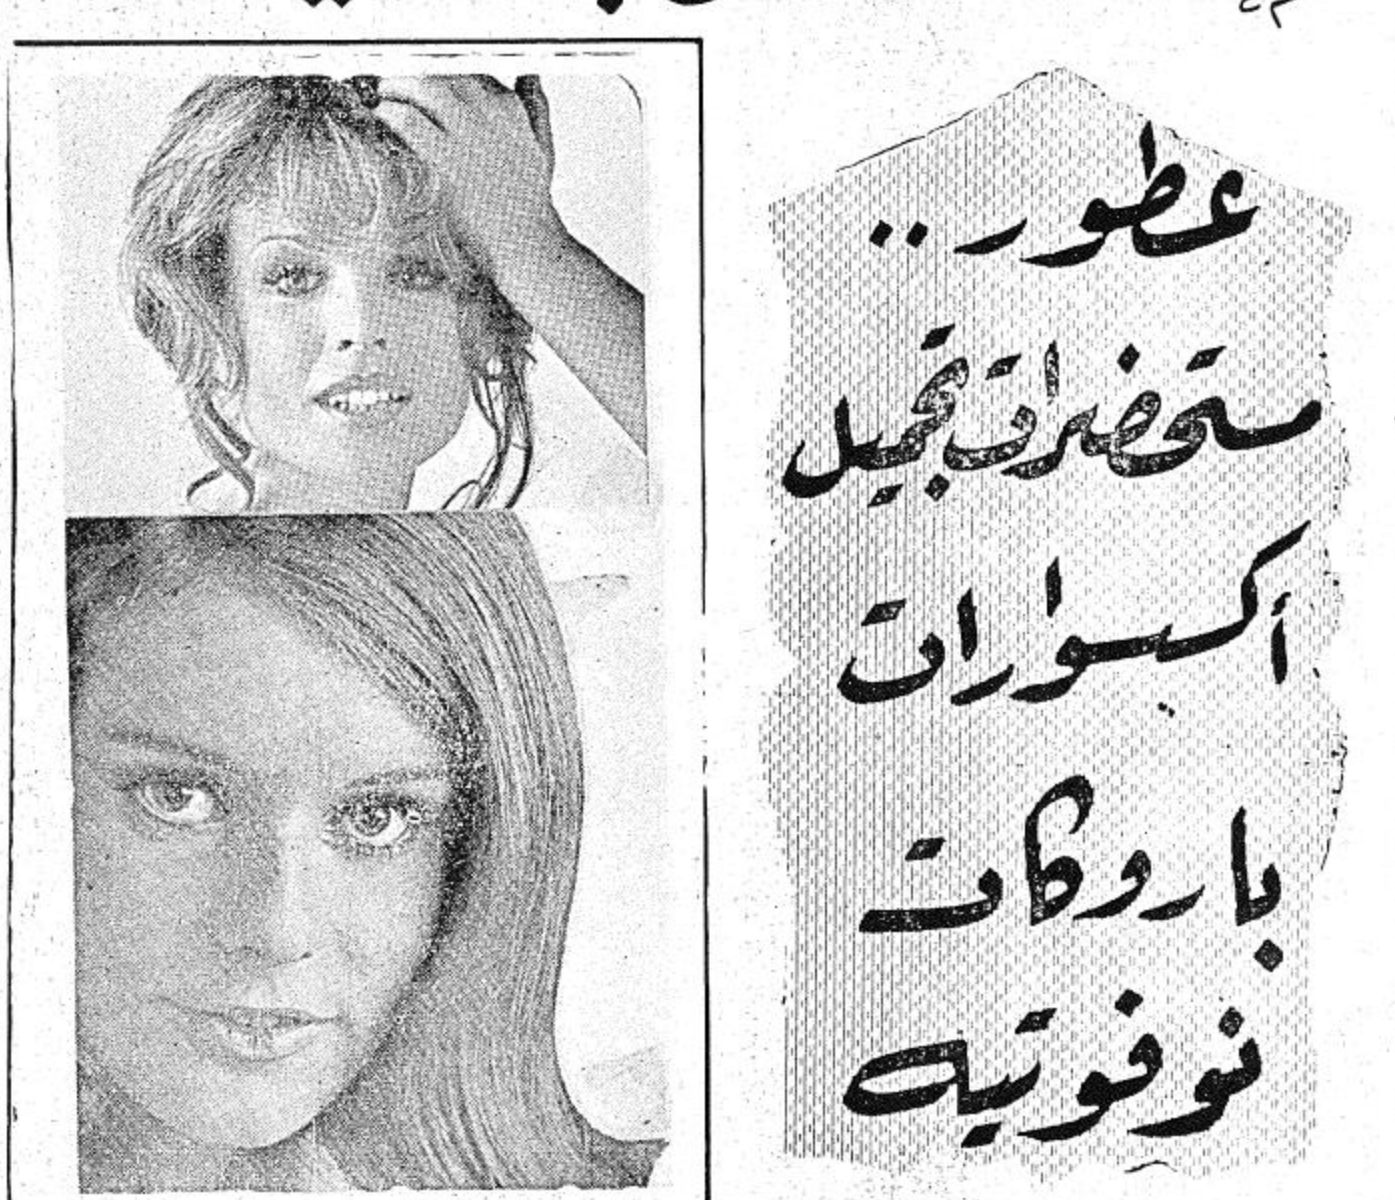 عطور ..
مستحضرات تجميل
أكسسوارات
باروكات
نوفوتيه